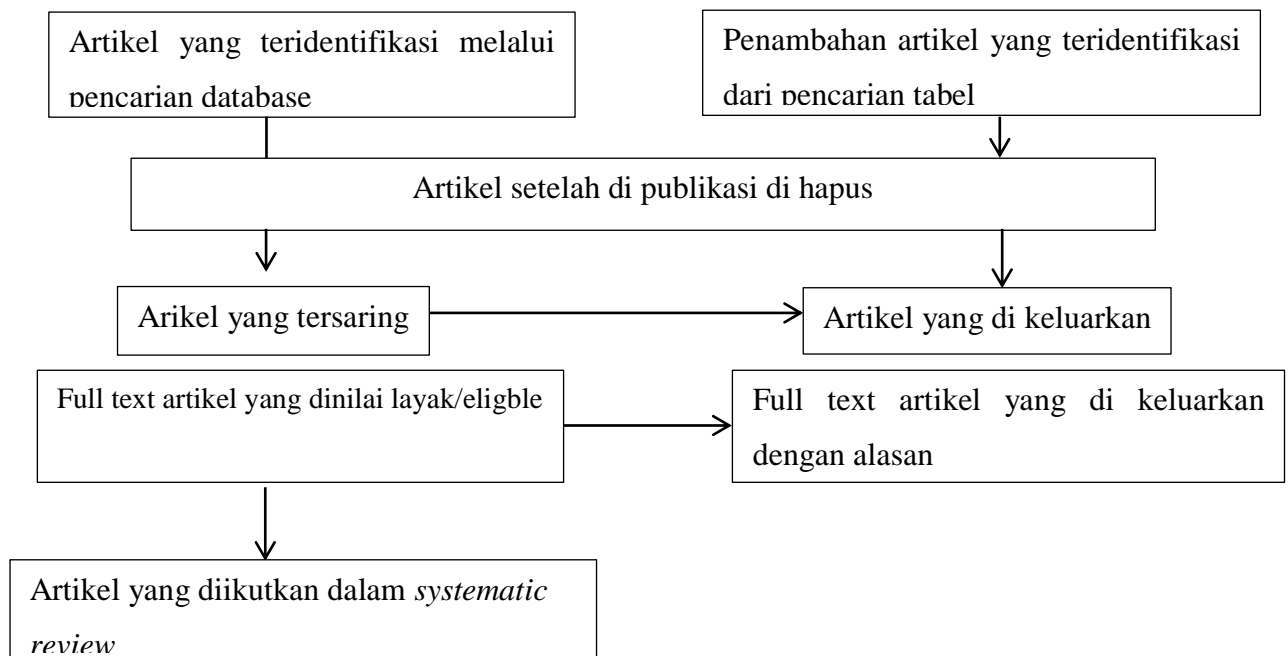 Artikel yang teridentifikasi melalui
pencarian database
Penambahan artikel yang teridentifikasi
dari pencarian tabel
Artikel setelah di publikasi di hapus
Arikel yang tersaring
Artikel yang di keluarkan
Full text artikel yang dinilai layak/eligble
Full text artikel yang di keluarkan
dengan alasan
Artikel yang diikutkan dalam systematic
review